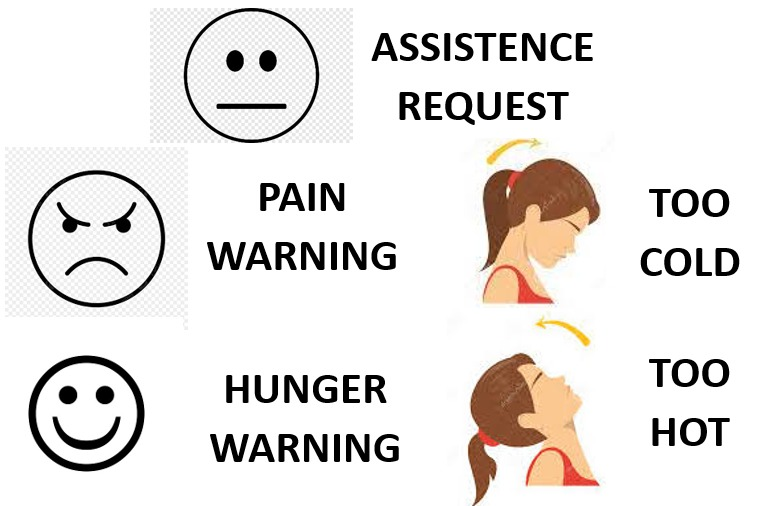 ASSISTENCE
REQUEST
PAIN
WARNING
TOO
COLD
HUNGER
WARNING
TOO
HOT